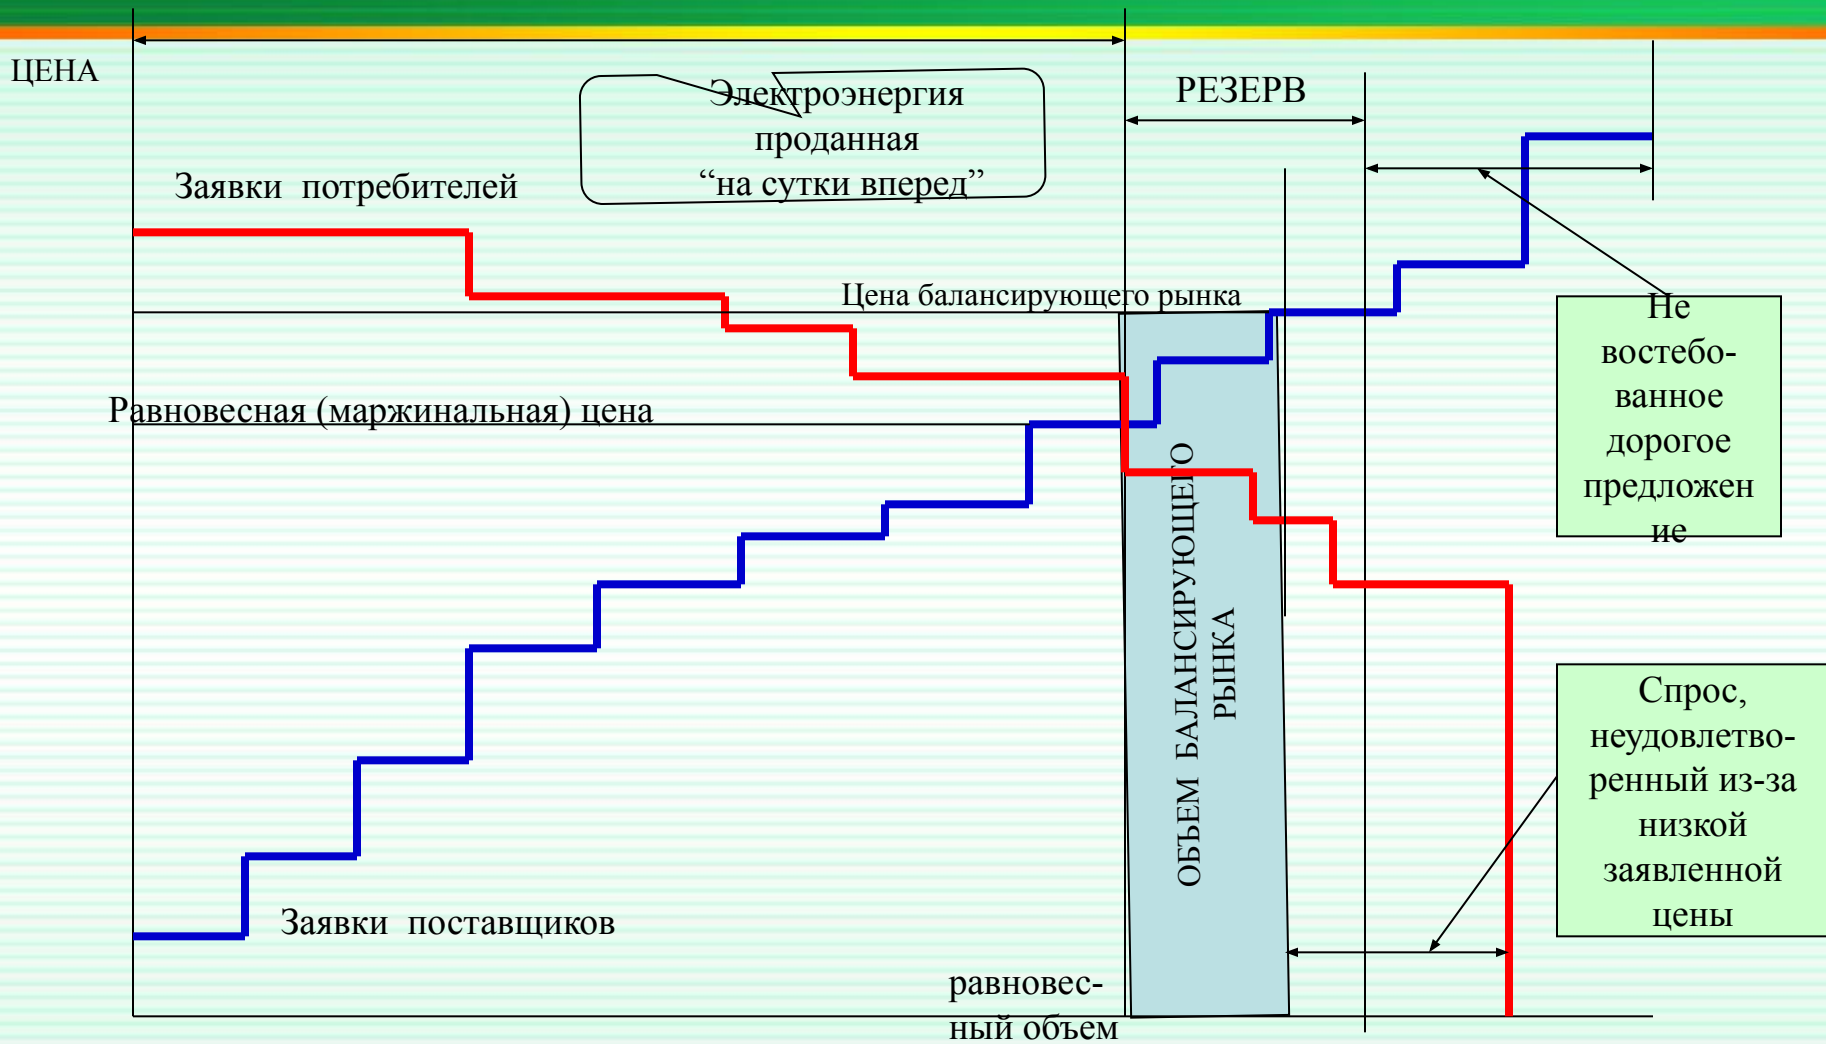 ЦЕНА
Электроэнергия
проданная
“на сутки вперед”
РЕЗЕРВ
Заявки потребителей
Цена балансирующего рынка
Не
востебо-
ванное
дорогое
предложен
ие
Равновесная (маржинальная) цена
ОБЪЕМ БАЛАНСИРУЮЩЕГО
РЫНКА
Спрос,
неудовлетво-
ренный из-за
низкой
заявленной
цены
Заявки поставщиков
равновес-
ный объем